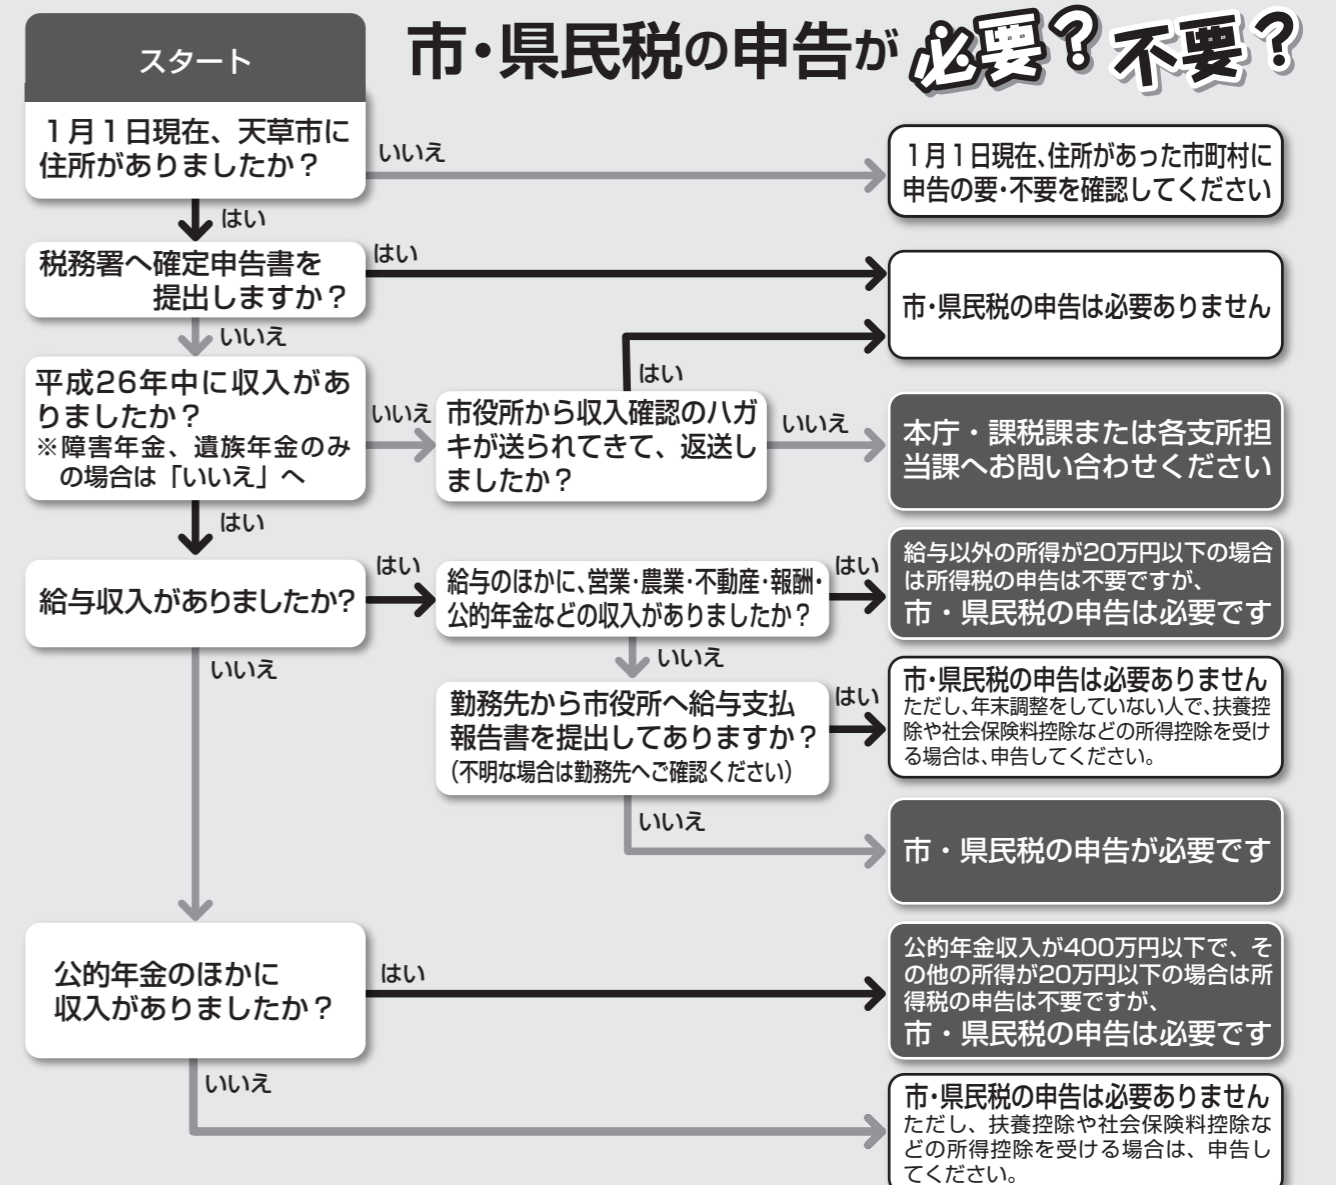 市・県民税の申告が必要？不要？
スタート
１月１日現在、天草市に
住所がありましたか？
いいえ
１月１日現在、住所があった市町村に
申告の要・不要を確認してください
はい
税務署へ確定申告書を
提出しますか？
はい
市・県民税の申告は必要ありません
いいえ
平成26年中に収入があ
りましたか？
※障害年金、遺族年金のみ
の場合は「いいえ」へ
いいえ
市役所から収入確認のハガ
キが送られてきて、返送し
ましたか？
はい
いいえ
本庁・課税課または各支所担
当課へお問い合わせください
はい
給与収入がありましたか？
はい
給与のほかに、営業・農業・不動産・報酬・
公的年金などの収入がありましたか？
はい
給与以外の所得が20万円以下の場合
は所得税の申告は不要ですが、
市・県民税の申告は必要です
いいえ
勤務先から市役所へ給与支払
報告書を提出してありますか？
（不明な場合は勤務先へご確認ください）
はい
市・県民税の申告は必要ありません
ただし、年末調整をしていない人で、扶養控
除や社会保険料控除などの所得控除を受け
る場合は、申告してください。
いいえ
市・県民税の申告が必要です
いいえ
公的年金のほかに
収入がありましたか？
はい
公的年金収入が400万円以下で、そ
の他の所得が20万円以下の場合は所
得税の申告は不要ですが、
市・県民税の申告は必要です
いいえ
市・県民税の申告は必要ありません
ただし、扶養控除や社会保険料控除な
どの所得控除を受ける場合は、申告し
てください。